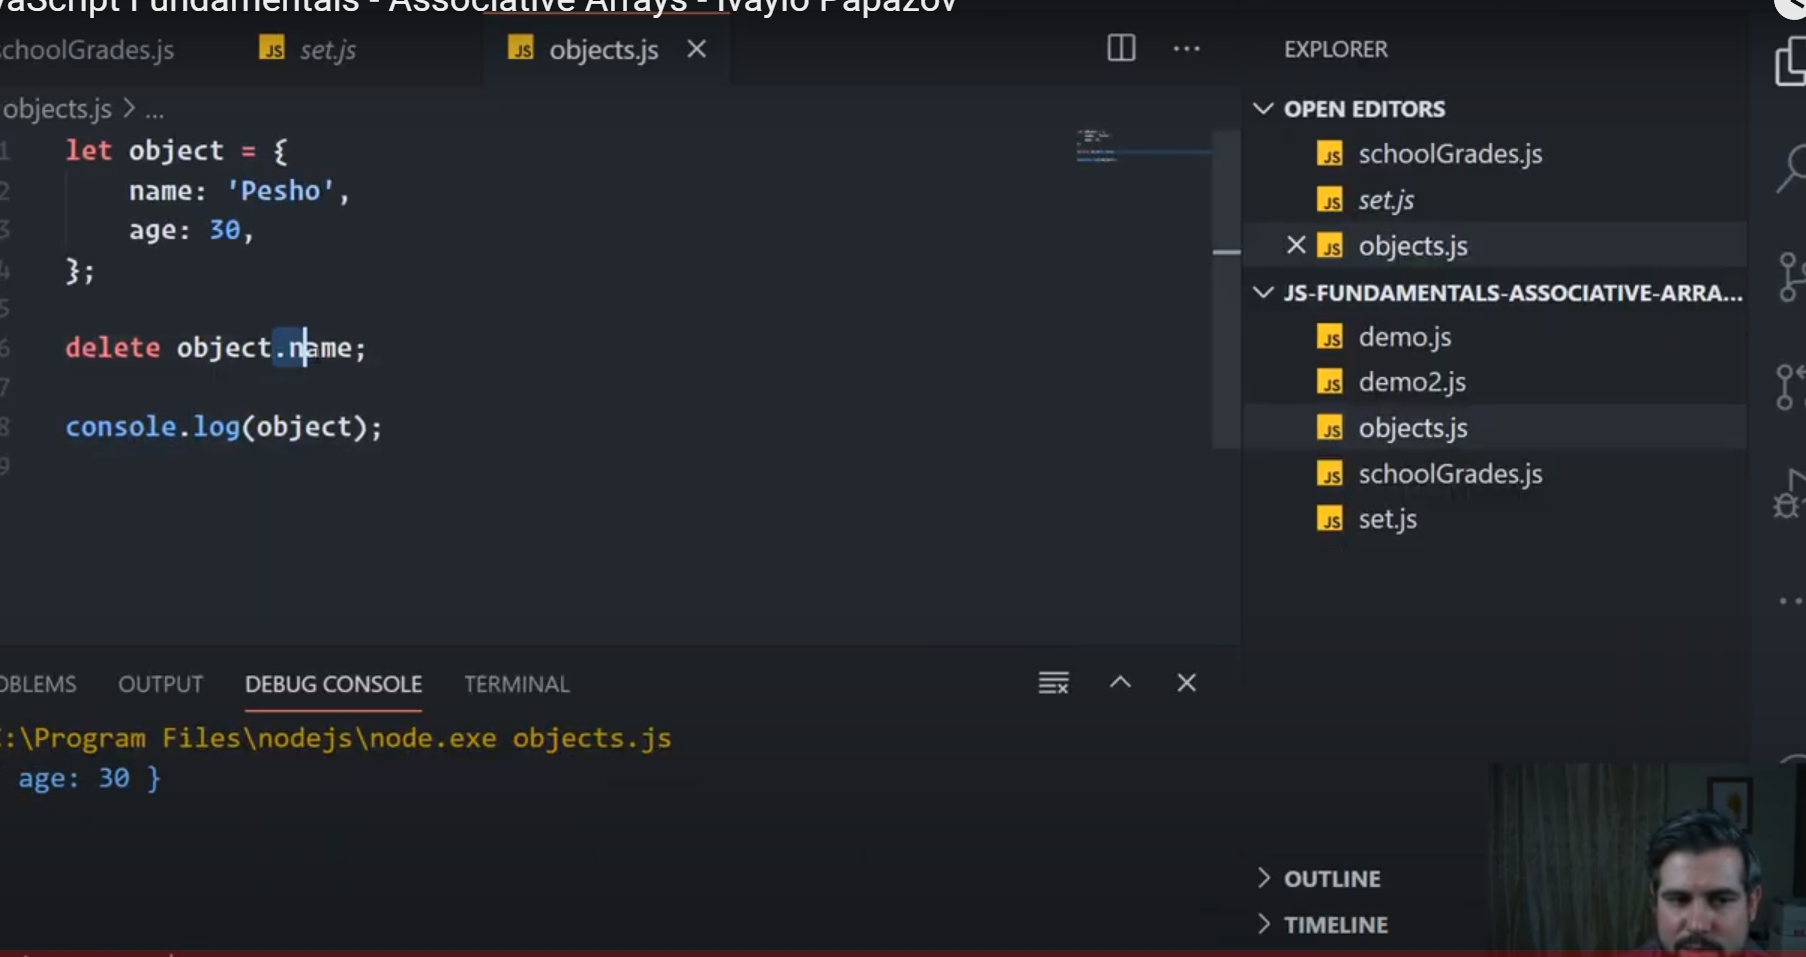 vaScript Fundamentals - Associative Arrays - Ivaylo Papazov
schoolGrades.js
JS set.js
JS objects.js
objects.js > ...
1 let object = {
2 name: 'Pesho',
3 age: 30,
4 };
5
6 delete object.name;
7
8 console.log(object);
9
EXPLORER
OPEN EDITORS
JS schoolGrades.js
JS set.js
JS objects.js
JS-FUNDAMENTALS-ASSOCIATIVE-ARRA...
JS demo.js
JS demo2.js
JS objects.js
JS schoolGrades.js
JS set.js
OBLEMS OUTPUT DEBUG CONSOLE TERMINAL
C:\Program Files\nodejs\node.exe objects.js
age: 30 }
OUTLINE
TIMELINE